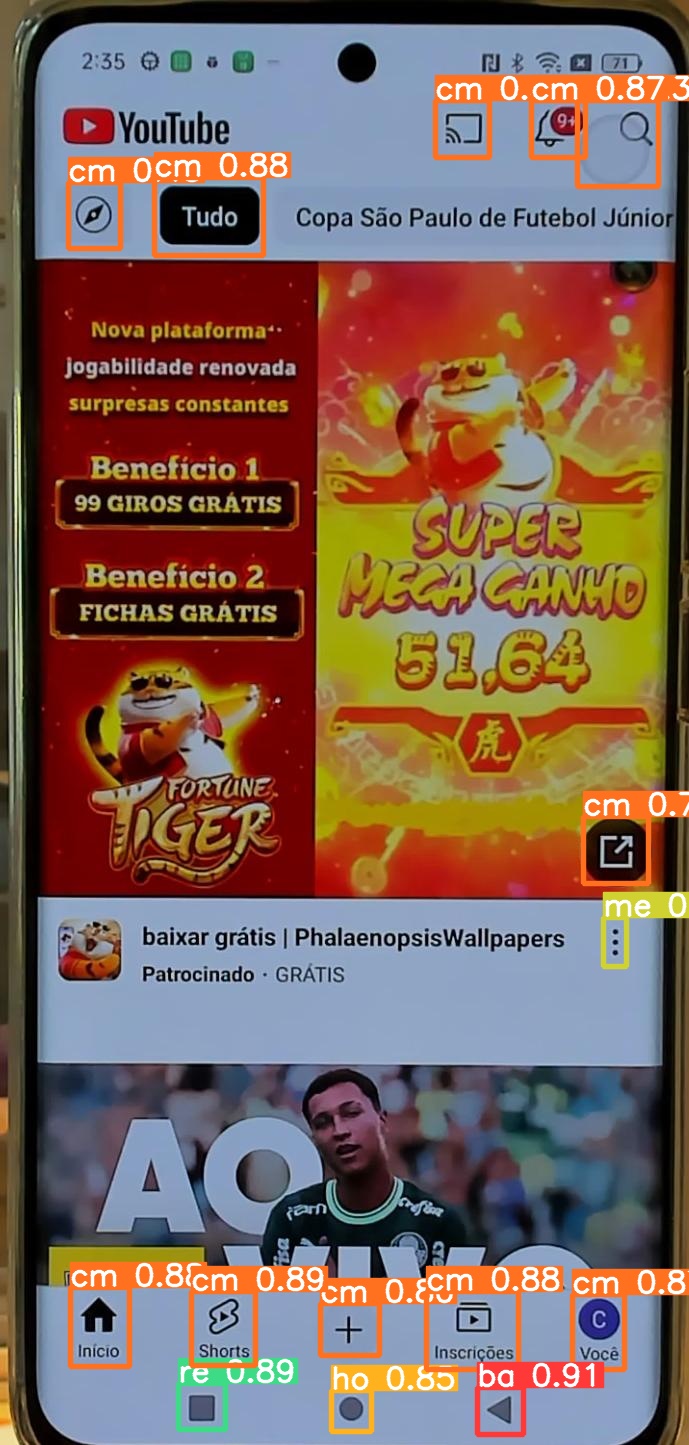 2:35
71
cm 0.
cm 0.87
YouTube
9+
cm 0.
cm 0.88
Tudo
Copa São Paulo de Futebol Júnior
Nova plataforma
jogabilidade renovada
surpresas constantes
Benefício 1
99 GIROS GRÁTIS
Benefício 2
FICHAS GRÁTIS
FORTUNE
TIGER
SUPER
MEGA GANHO
51,64
虎
cm 0.7
me 0
baixar grátis | PhalaenopsisWallpapers
Patrocinado · GRÁTIS
AO
VIVO
cm 0.88
cm 0.89
cm 0.8
cm 0.88
cm 0.8
C
Início
Shorts
Inscrições
Você
re 0.89
ho 0.85
ba 0.91